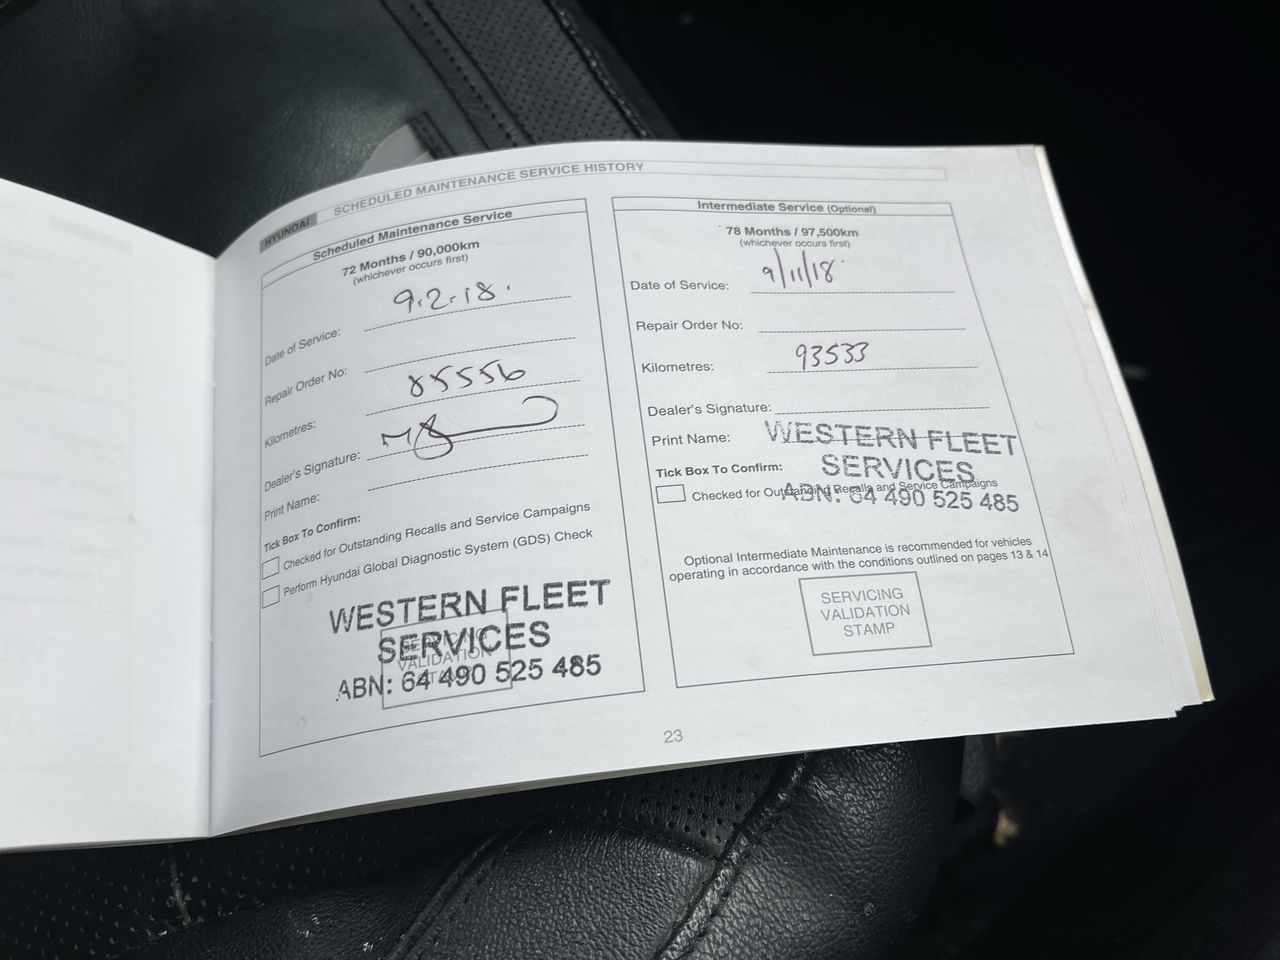 HYUNDAI SCHEDULED MAINTENANCE SERVICE HISTORY
Scheduled Maintenance Service
72 Months / 90,000km
(whichever occurs first)
Date of Service: 9.2.18.
Repair Order No:
Kilometres: 85556
Dealer's Signature:
Print Name:
Tick Box To Confirm:
Checked for Outstanding Recalls and Service Campaigns
Perform Hyundai Global Diagnostic System (GDS) Check
WESTERN FLEET
SERVICES
VALIDATION
ABN: 64 490 525 485
Intermediate Service (Optional)
78 Months / 97,500km
(whichever occurs first)
Date of Service: 9/11/18
Repair Order No:
Kilometres: 93533
Dealer's Signature:
Print Name:
WESTERN FLEET
SERVICES
ABN: 64 490 525 485
Tick Box To Confirm:
Checked for Outstanding Recalls and Service Campaigns
Optional Intermediate Maintenance is recommended for vehicles
operating in accordance with the conditions outlined on pages 13 & 14
SERVICING
VALIDATION
STAMP
23